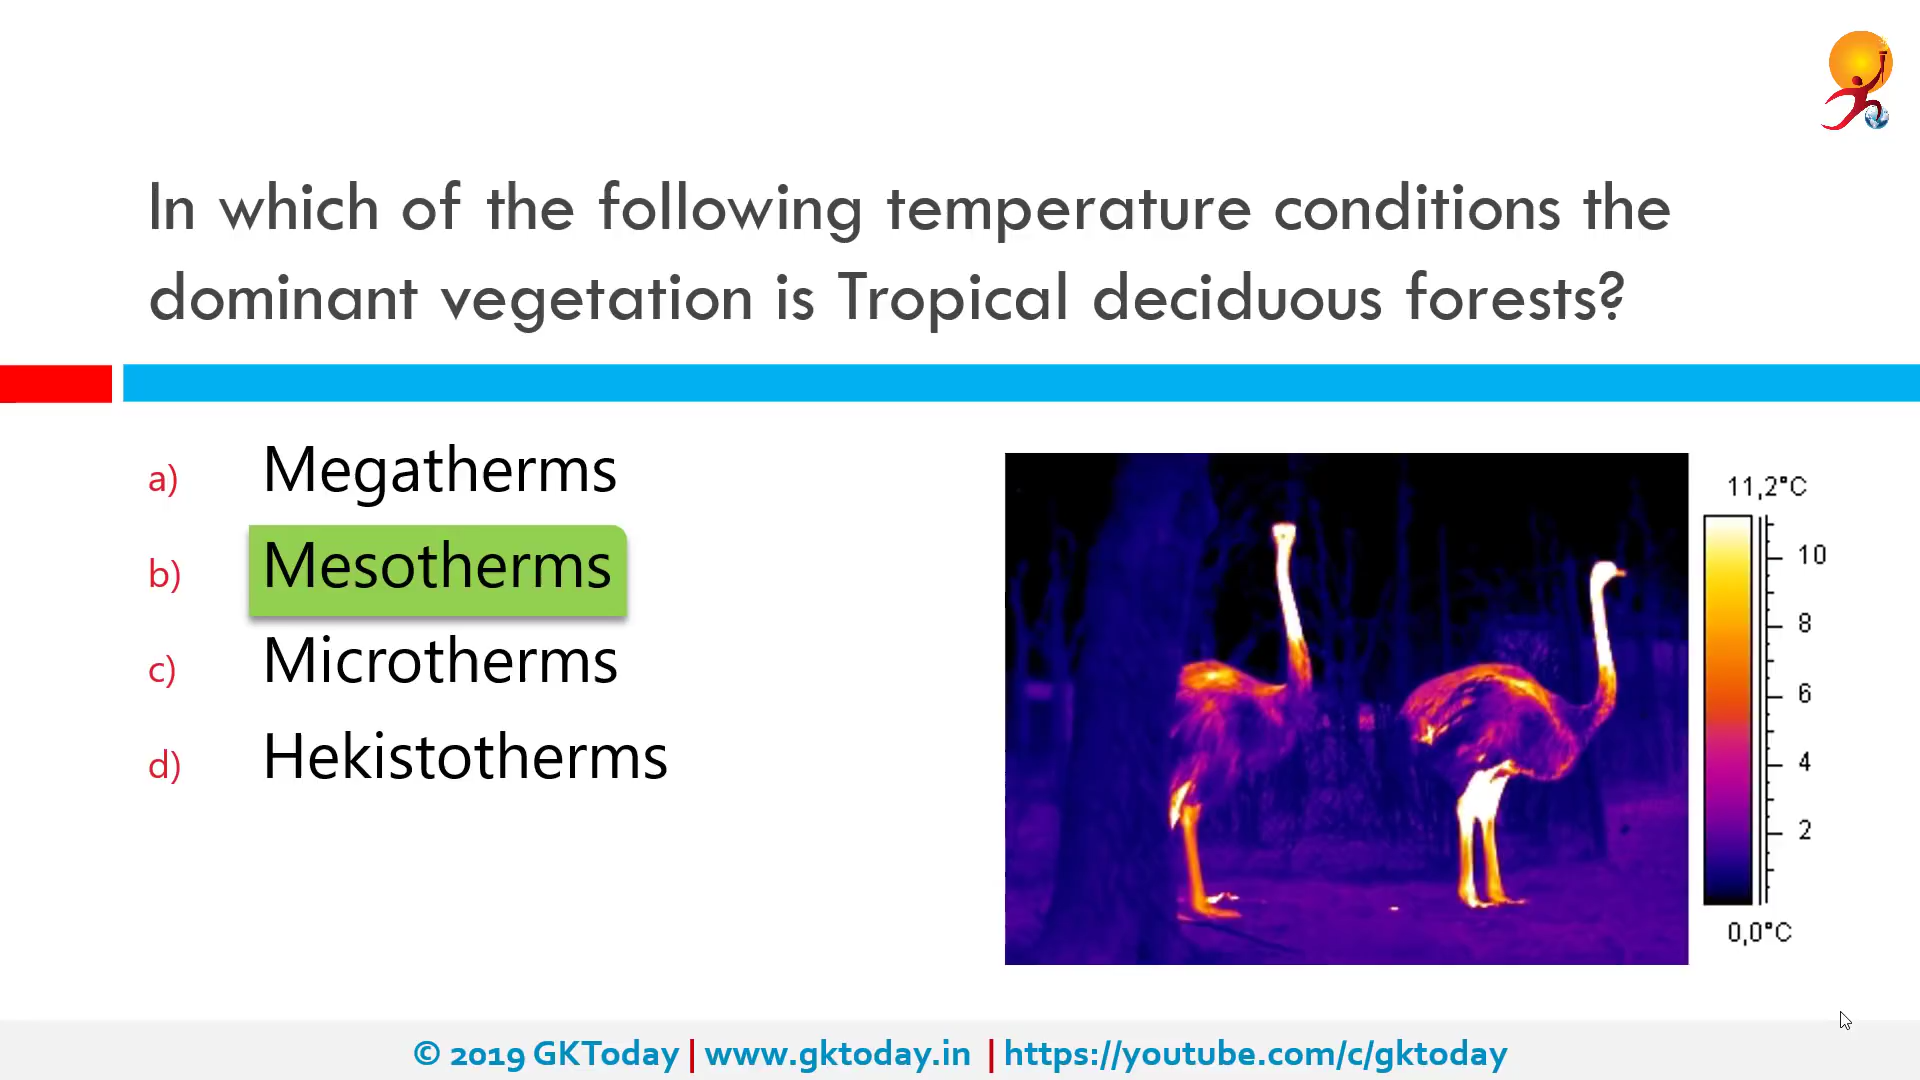 In which of the following temperature conditions the
dominant vegetation is Tropical deciduous forests?
a) Megatherms
b) Mesotherms
c) Microtherms
d) Hekistotherms
11,2°C
10
8
6
4
2
0,0°C
© 2019 GKToday | www.gktoday.in | https://youtube.com/c/gktoday